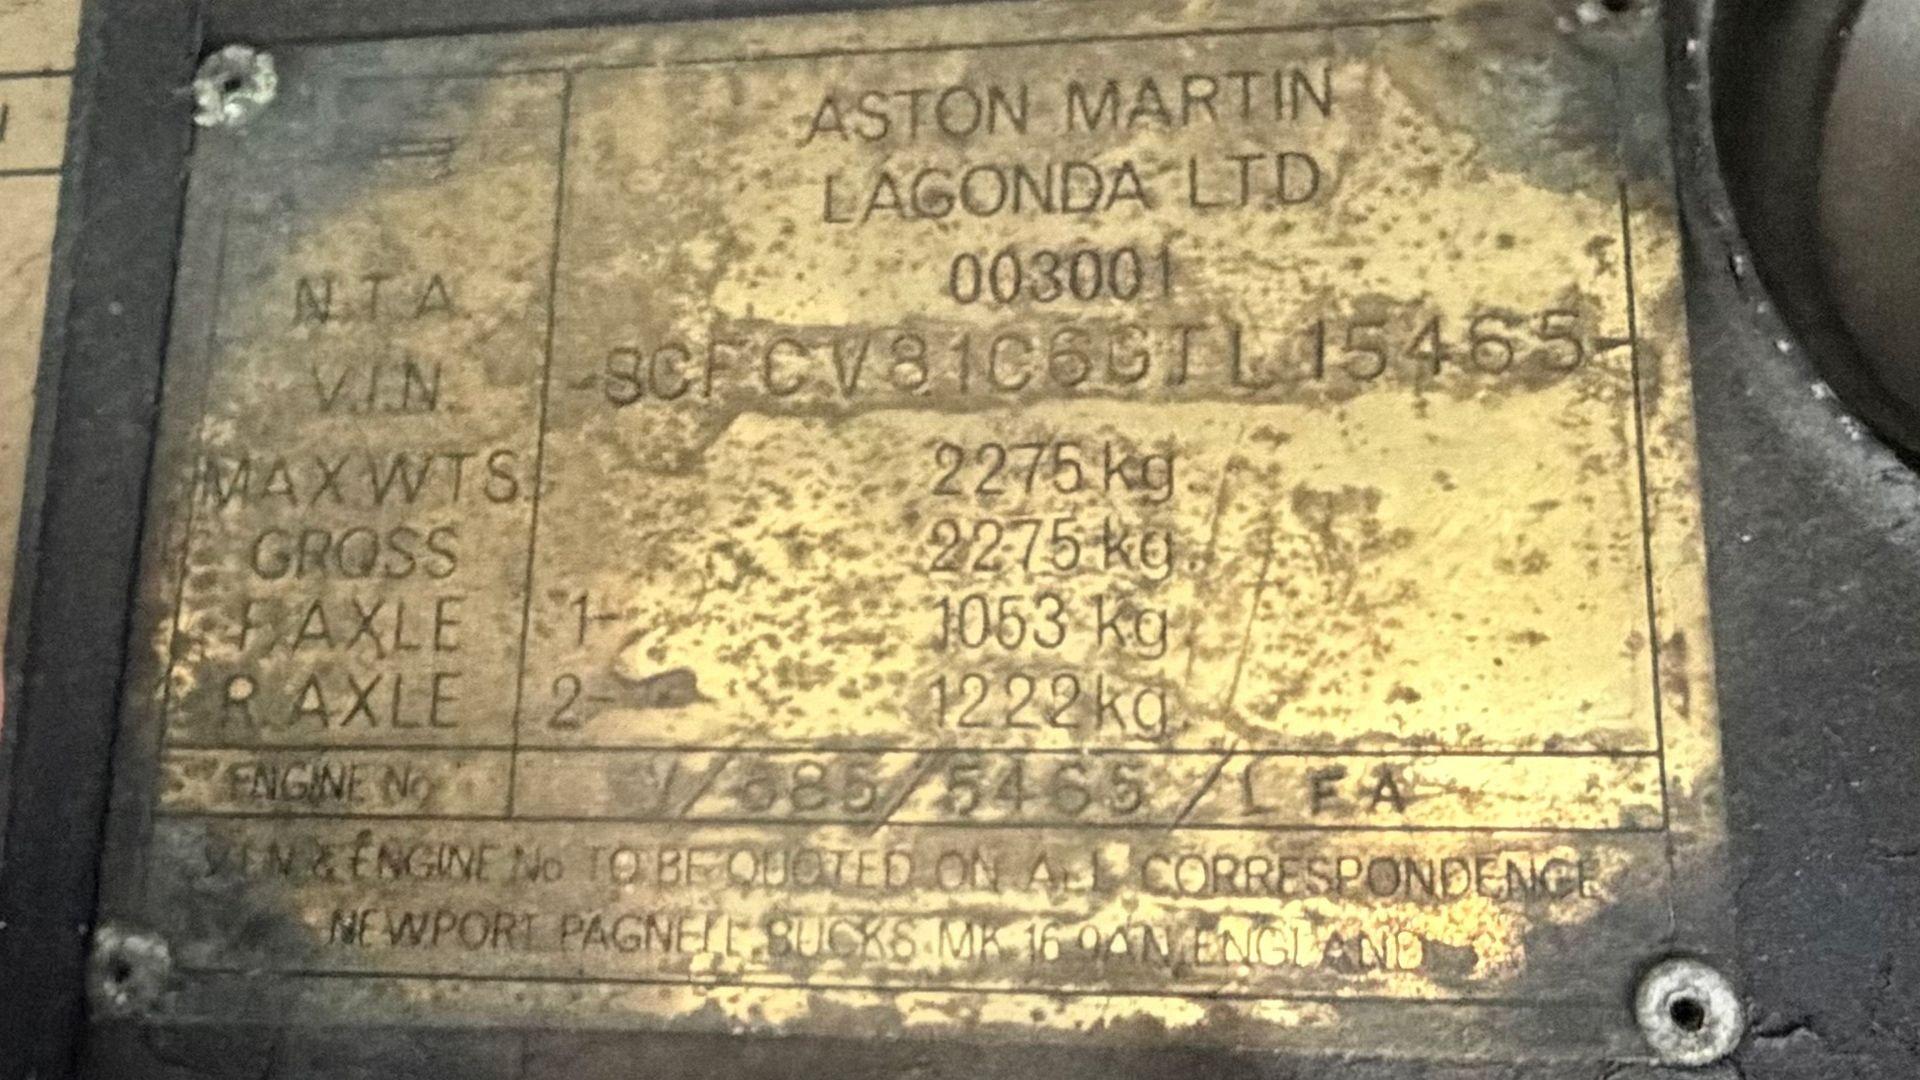 ASTON MARTIN
LAGONDA LTD
N.T.A. 003001
V.I.N. SCFCV81C6GTL15465
MAX WTS. 2275 kg
GROSS 2275 kg
F. AXLE 1- 1053 kg
R. AXLE 2- 1222 kg
ENGINE No V/585/5465/LFA
V.I.N & ENGINE No TO BE QUOTED ON ALL CORRESPONDENCE
NEWPORT PAGNELL BUCKS MK 16 9AN ENGLAND